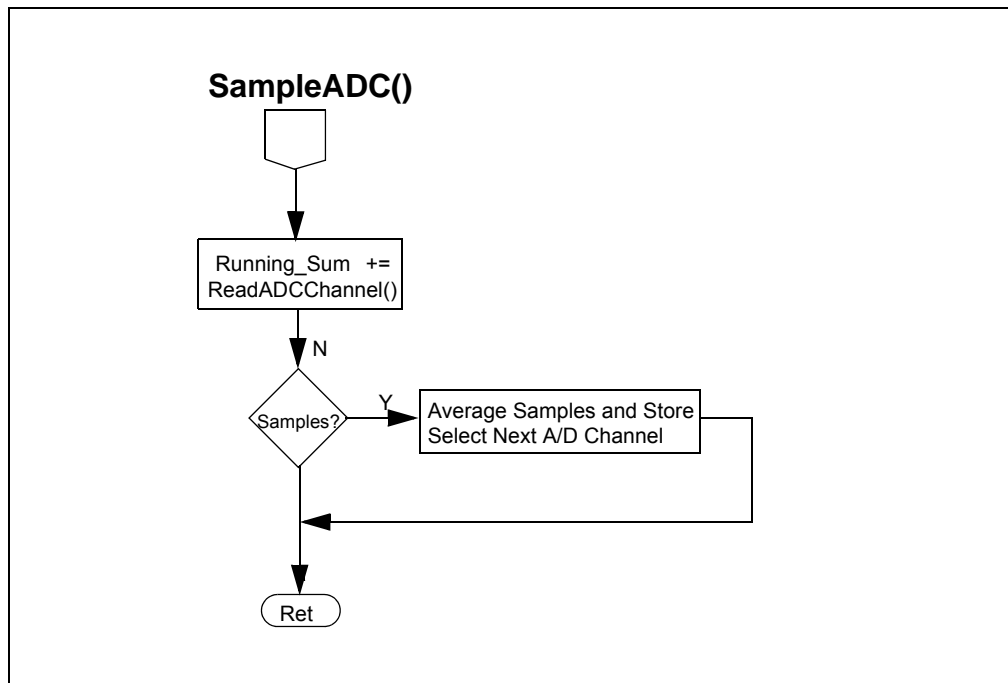 SampleADC()
Running_Sum +=
ReadADCChannel()
N
Samples?
Y
Average Samples and Store
Select Next A/D Channel
Ret